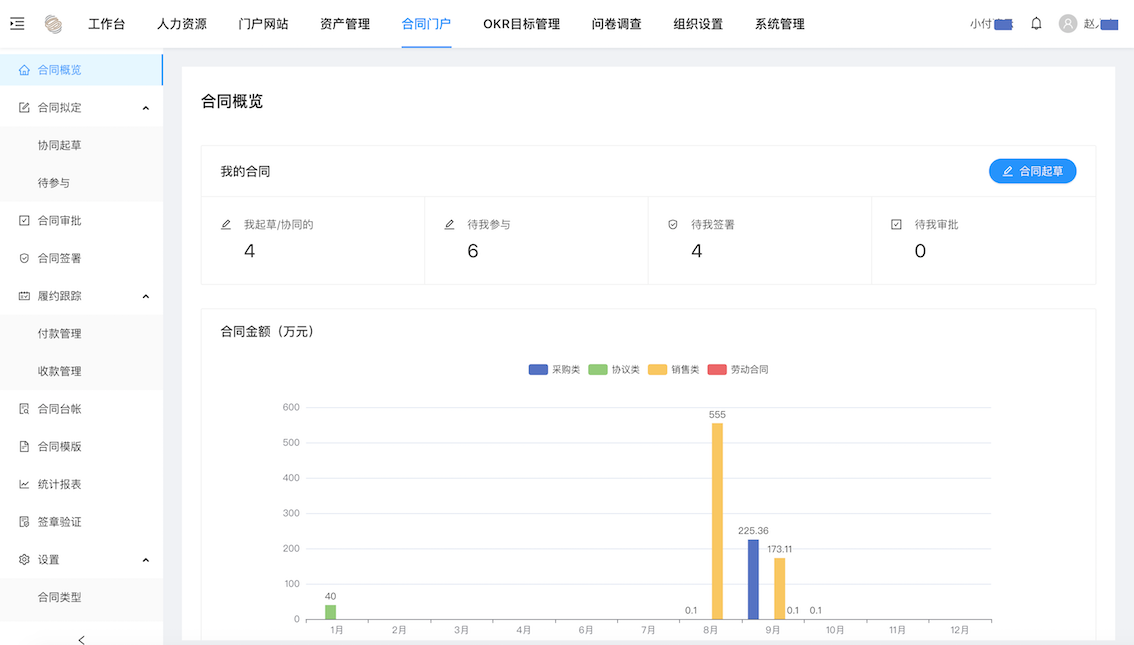 工作台 人力资源 门户网站 资产管理 合同门户 OKR目标管理 问卷调查 组织设置 系统管理 小付 赵
合同概览
合同拟定
协同起草
待参与
合同审批
合同签署
履约跟踪
付款管理
收款管理
合同台帐
合同模版
统计报表
签章验证
设置
合同类型
合同概览
我的合同 合同起草
我起草/协同的 待我参与 待我签署 待我审批
4 6 4 0
合同金额（万元）
采购类 协议类 销售类 劳动合同
600
500
400
300
200
100
0
40
0.1
555
225.36
173.11
0.1
0.1
1月 2月 3月 4月 6月 7月 8月 9月 10月 11月 12月